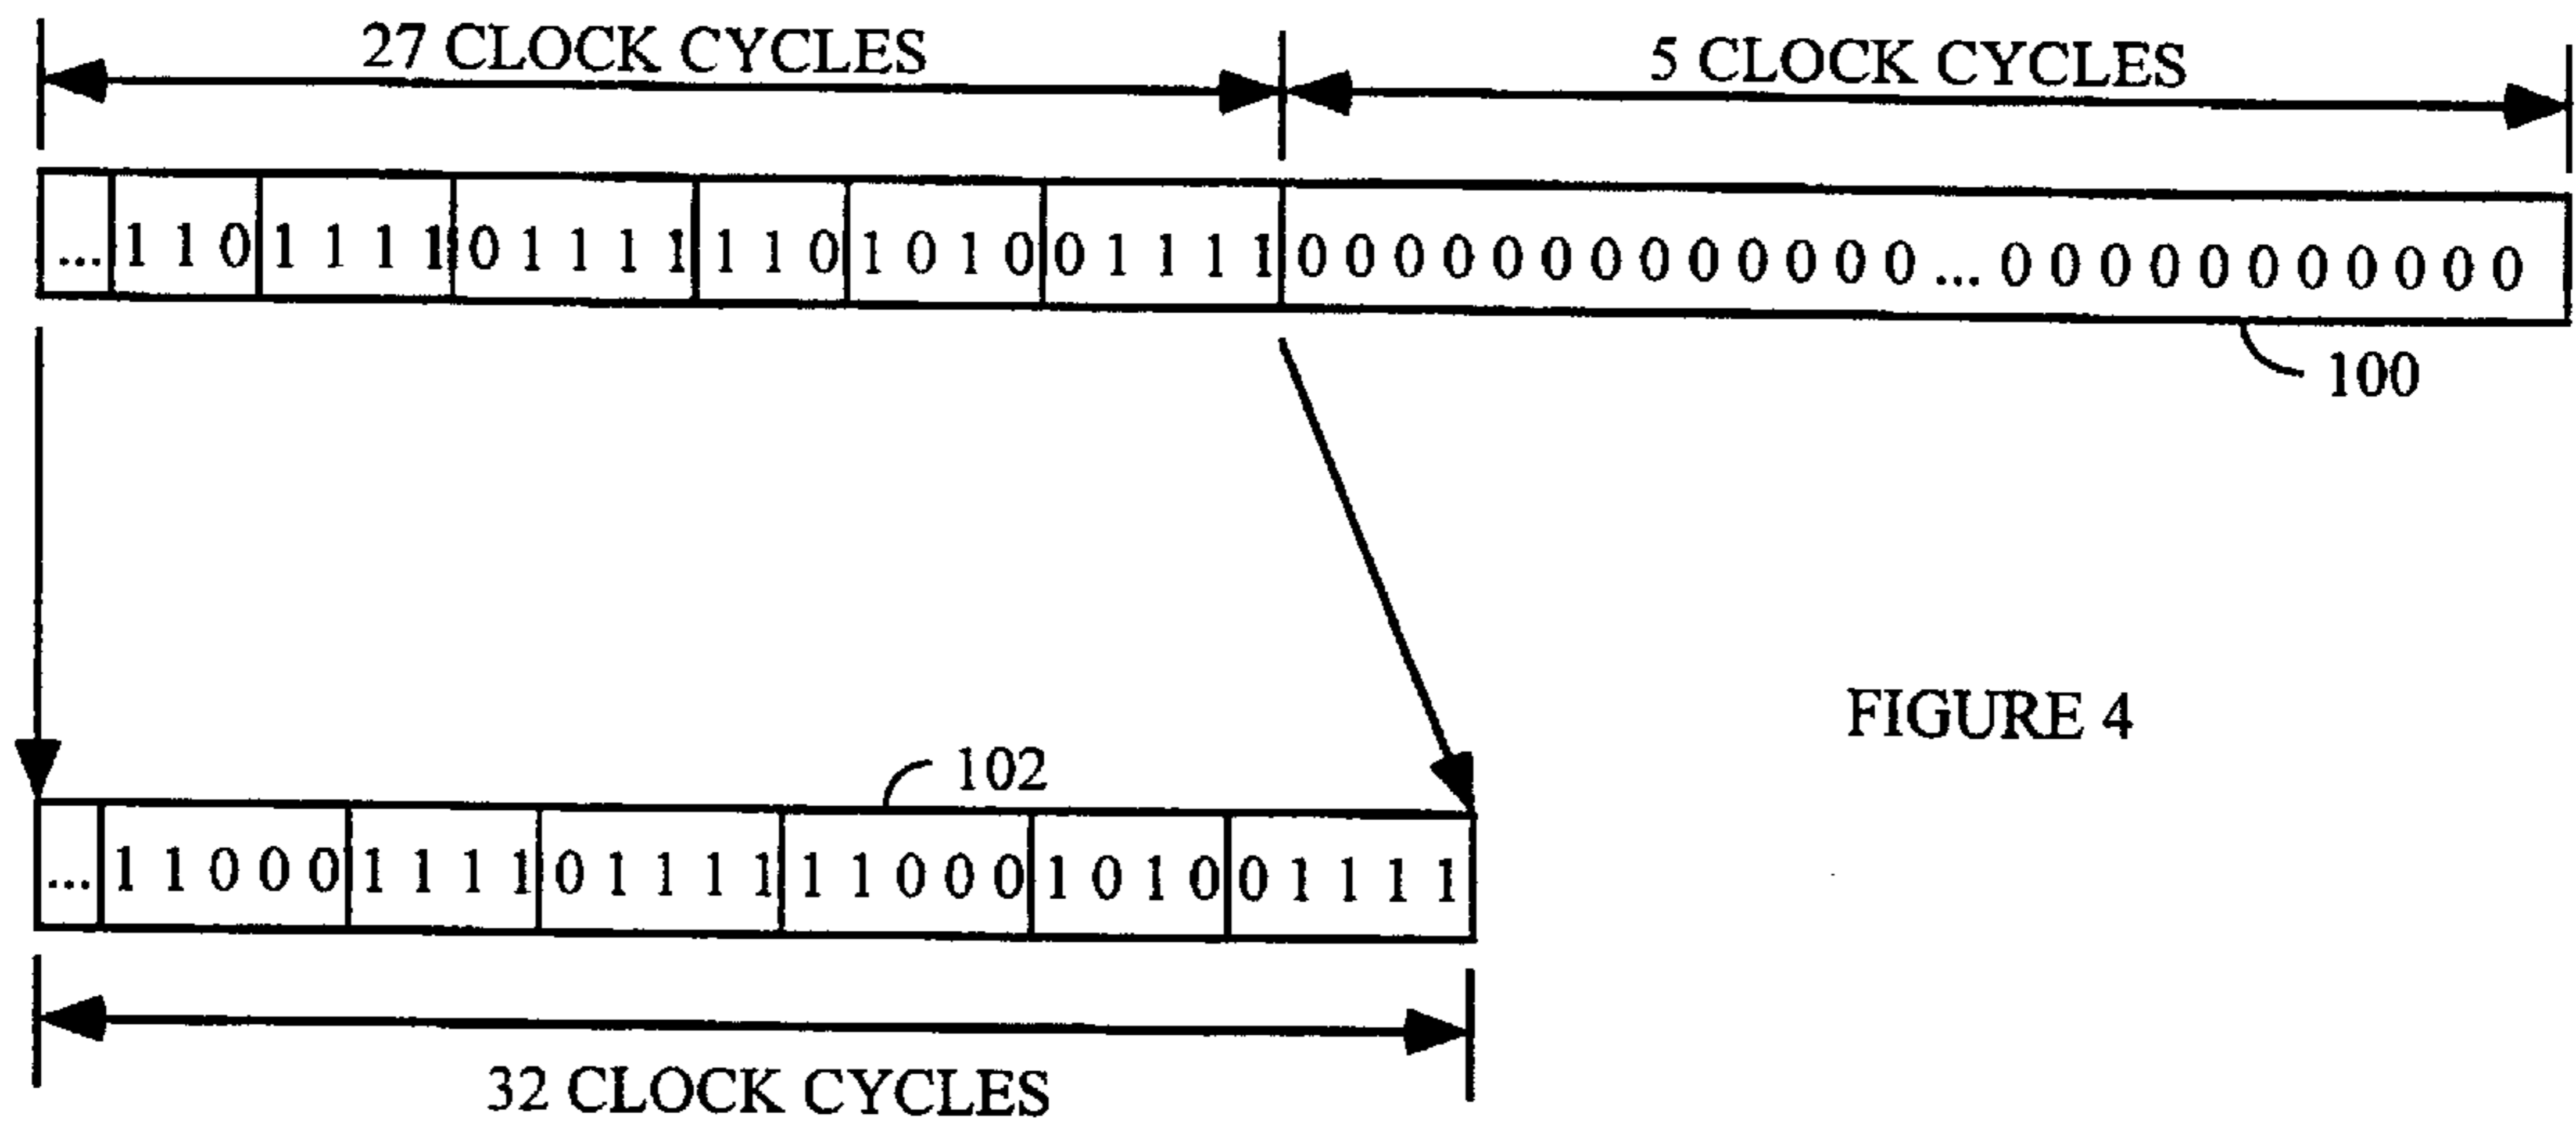 27 CLOCK CYCLES 5 CLOCK CYCLES
... 1 1 0 1 1 1 1 0 1 1 1 1 1 1 0 1 0 1 0 0 1 1 1 1 0 0 0 0 0 0 0 0 0 0 0 0 0 ... 0 0 0 0 0 0 0 0 0 0 0
100
FIGURE 4
102
... 1 1 0 0 0 1 1 1 1 0 1 1 1 1 1 1 0 0 0 1 0 1 0 0 1 1 1 1
32 CLOCK CYCLES